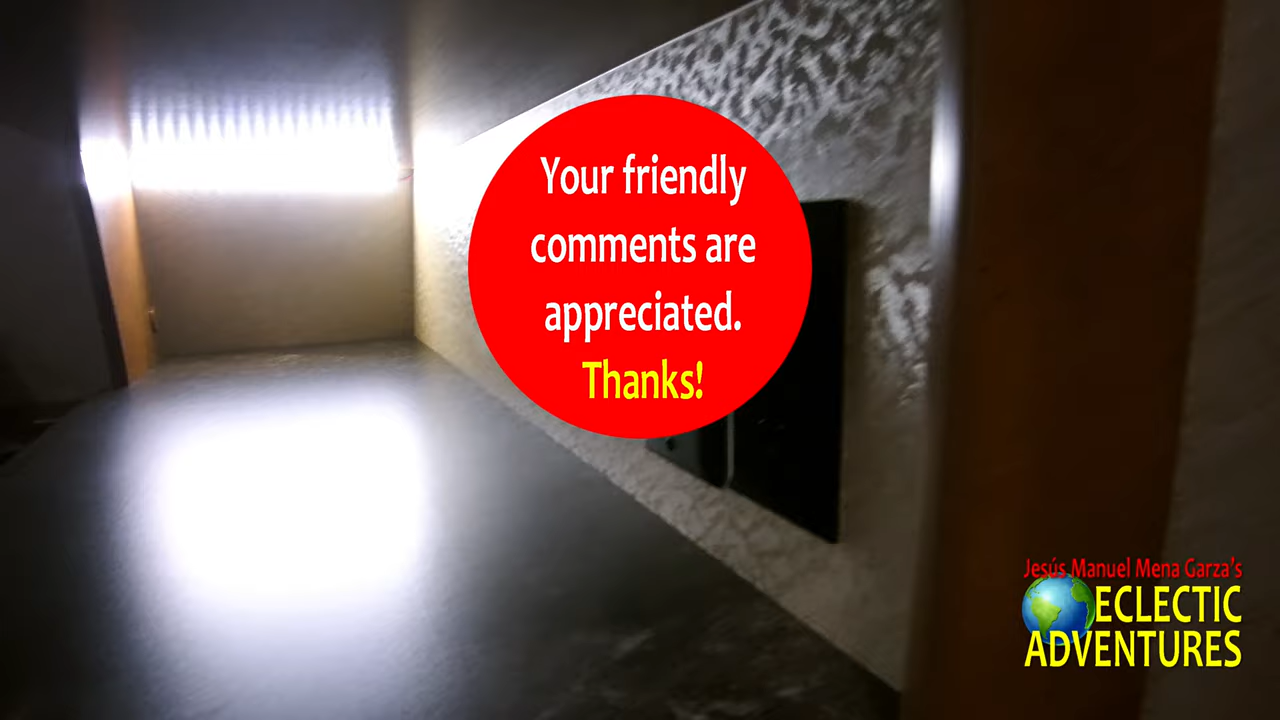 Your friendly
comments are
appreciated.
Thanks!
Jesús Manuel Mena Garza's
ECLECTIC
ADVENTURES